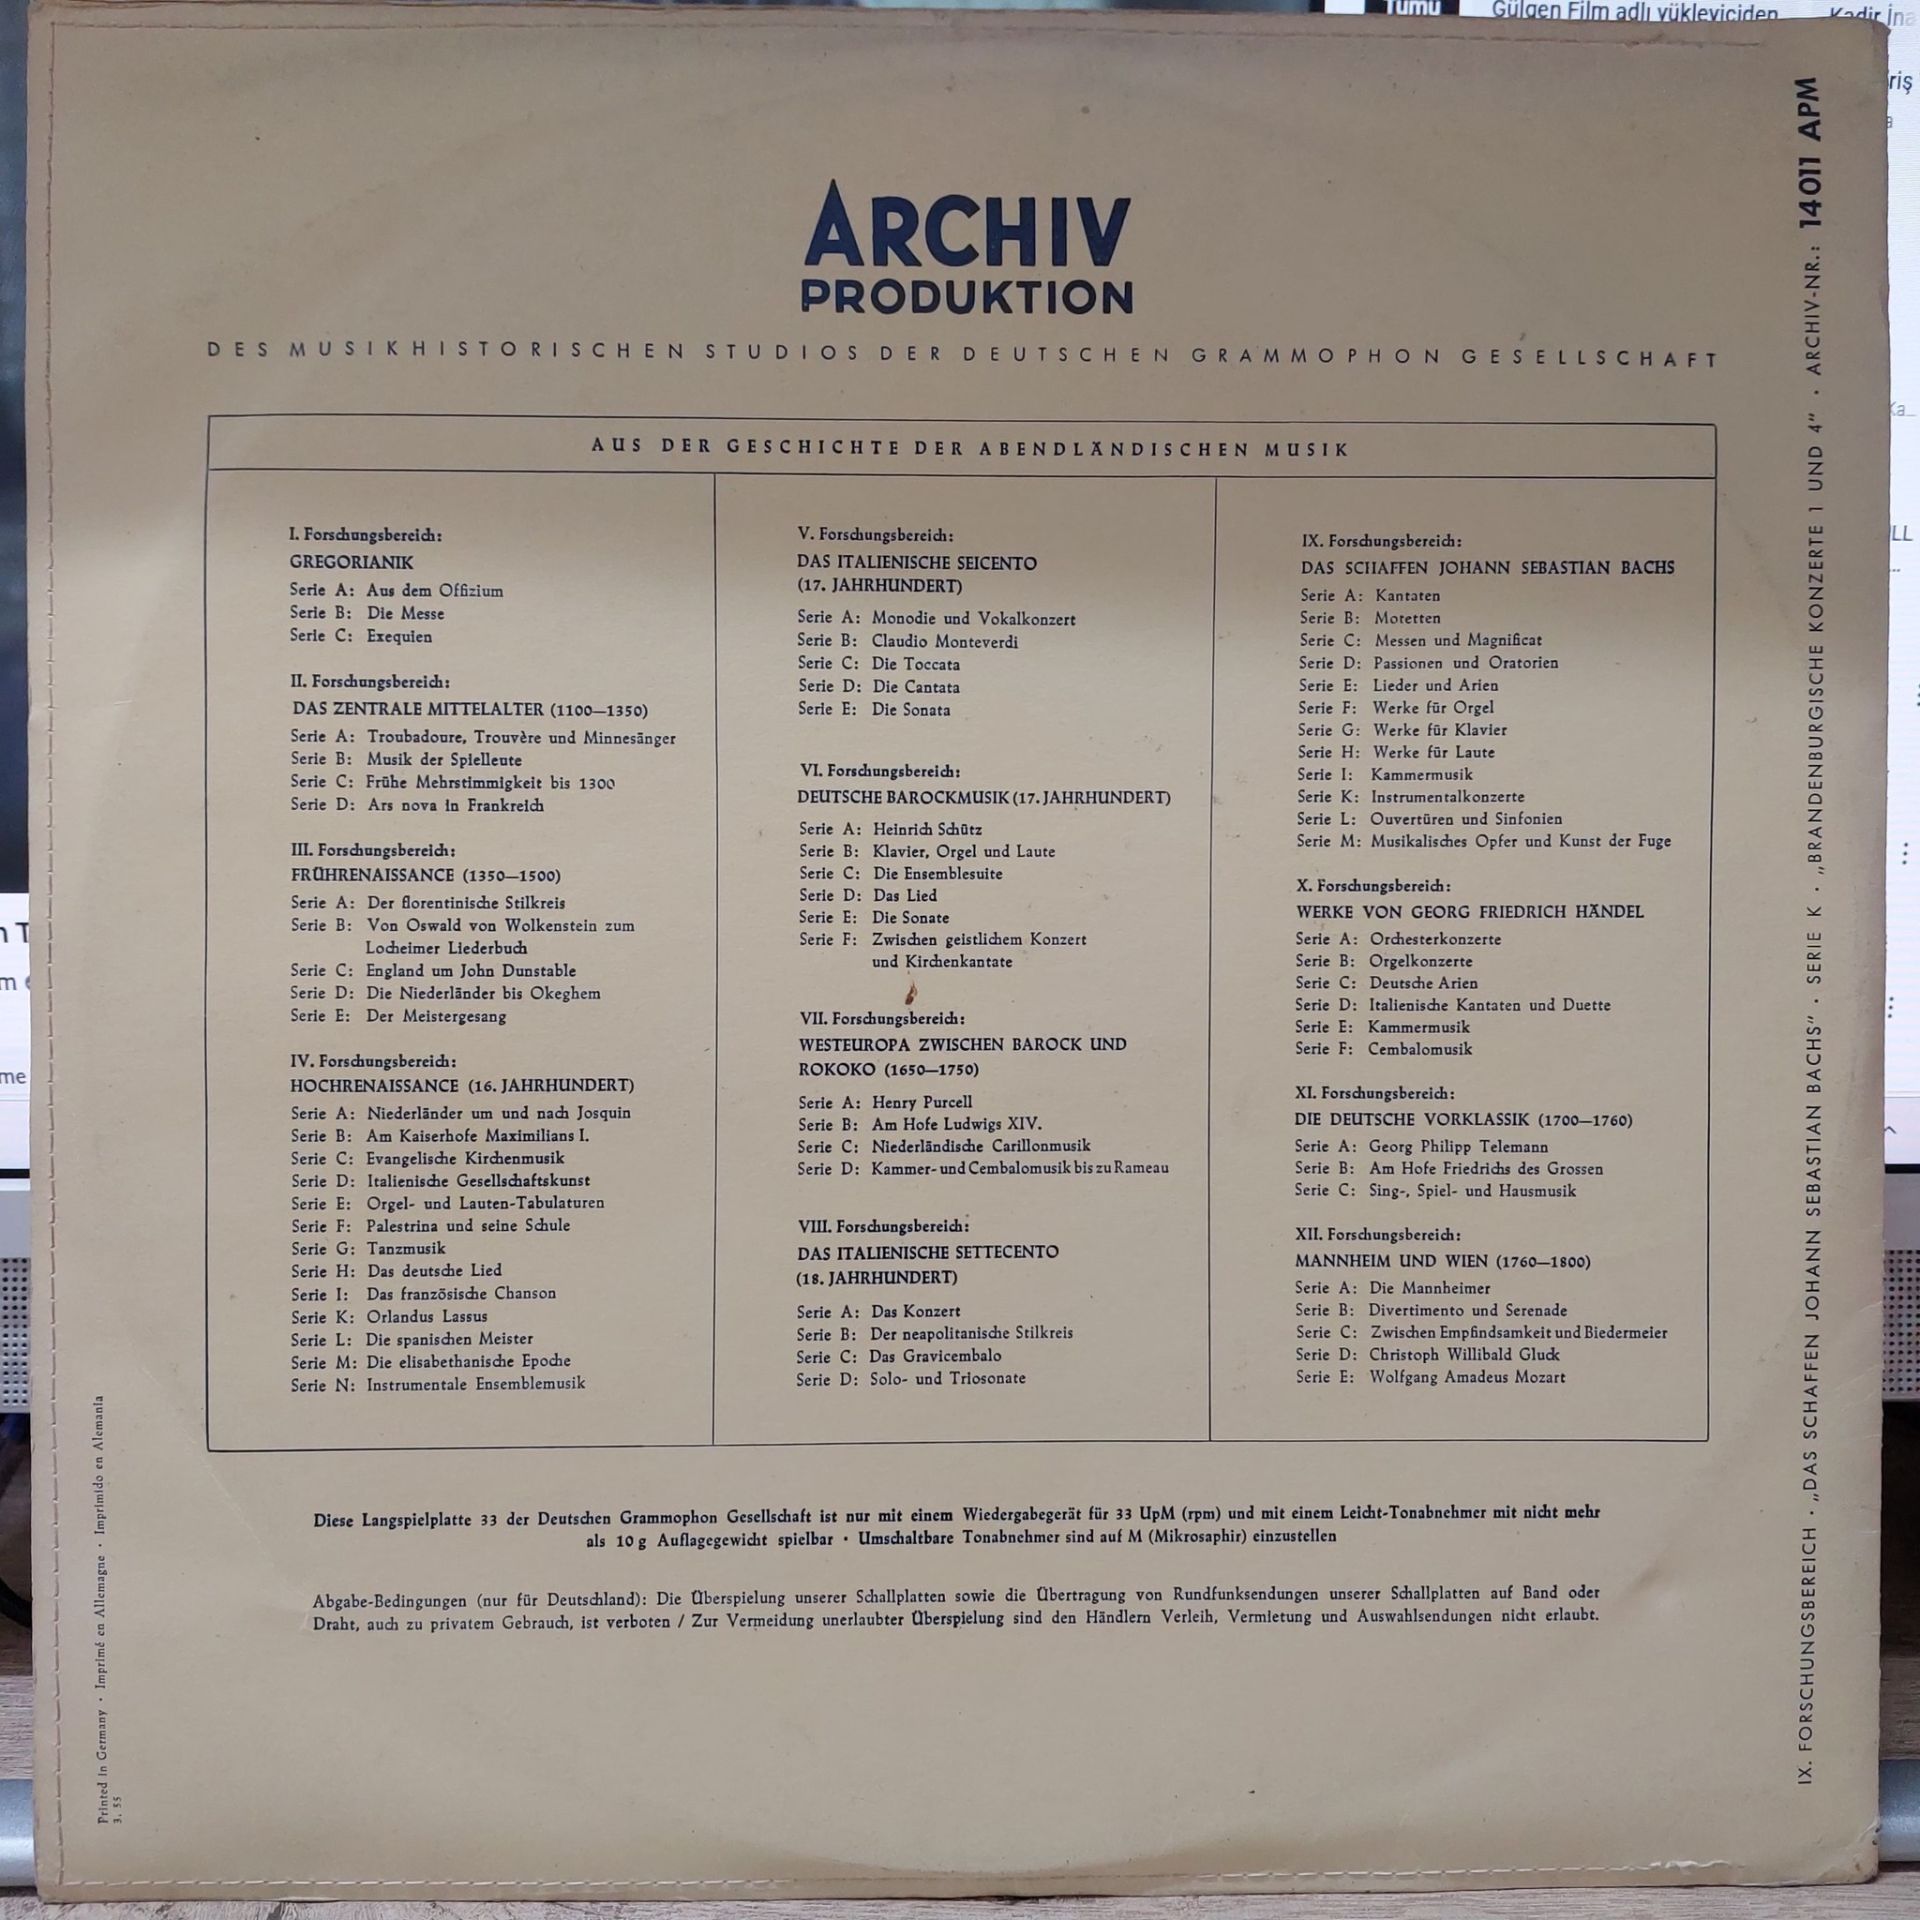 Tümü
Gülgen Film adlı yükleyiciden
Kadir İna
riş
14011 APM
ARCHIV
PRODUKTION
DES MUSIKHISTORISCHEN STUDIOS DER DEUTSCHEN GRAMMOPHON GESELLSCHAFT
AUS DER GESCHICHTE DER ABENDLÄNDISCHEN MUSIK
I. Forschungsbereich:
GREGORIANIK
Serie A: Aus dem Offizium
Serie B: Die Messe
Serie C: Exequien
II. Forschungsbereich:
DAS ZENTRALE MITTELALTER (1100—1350)
Serie A: Troubadoure, Trouvère und Minnesänger
Serie B: Musik der Spielleute
Serie C: Frühe Mehrstimmigkeit bis 1300
Serie D: Ars nova in Frankreich
III. Forschungsbereich:
FRÜHRENAISSANCE (1350—1500)
Serie A: Der florentinische Stilkreis
Serie B: Von Oswald von Wolkenstein zum
Locheimer Liederbuch
Serie C: England um John Dunstable
Serie D: Die Niederländer bis Okeghem
Serie E: Der Meistergesang
IV. Forschungsbereich:
HOCHRENAISSANCE (16. JAHRHUNDERT)
Serie A: Niederländer um und nach Josquin
Serie B: Am Kaiserhofe Maximilians I.
Serie C: Evangelische Kirchenmusik
Serie D: Italienische Gesellschaftskunst
Serie E: Orgel- und Lauten-Tabulaturen
Serie F: Palestrina und seine Schule
Serie G: Tanzmusik
Serie H: Das deutsche Lied
Serie I: Das französische Chanson
Serie K: Orlandus Lassus
Serie L: Die spanischen Meister
Serie M: Die elisabethanische Epoche
Serie N: Instrumentale Ensemblemusik
V. Forschungsbereich:
DAS ITALIENISCHE SEICENTO
(17. JAHRHUNDERT)
Serie A: Monodie und Vokalkonzert
Serie B: Claudio Monteverdi
Serie C: Die Toccata
Serie D: Die Cantata
Serie E: Die Sonata
VI. Forschungsbereich:
DEUTSCHE BAROCKMUSIK (17. JAHRHUNDERT)
Serie A: Heinrich Schütz
Serie B: Klavier, Orgel und Laute
Serie C: Die Ensemblesuite
Serie D: Das Lied
Serie E: Die Sonate
Serie F: Zwischen geistlichem Konzert
und Kirchenkantate
VII. Forschungsbereich:
WESTEUROPA ZWISCHEN BAROCK UND
ROKOKO (1650—1750)
Serie A: Henry Purcell
Serie B: Am Hofe Ludwigs XIV.
Serie C: Niederländische Carillonmusik
Serie D: Kammer- und Cembalomusik bis zu Rameau
VIII. Forschungsbereich:
DAS ITALIENISCHE SETTECENTO
(18. JAHRHUNDERT)
Serie A: Das Konzert
Serie B: Der neapolitanische Stilkreis
Serie C: Das Gravicembalo
Serie D: Solo- und Triosonate
IX. Forschungsbereich:
DAS SCHAFFEN JOHANN SEBASTIAN BACHS
Serie A: Kantaten
Serie B: Motetten
Serie C: Messen und Magnificat
Serie D: Passionen und Oratorien
Serie E: Lieder und Arien
Serie F: Werke für Orgel
Serie G: Werke für Klavier
Serie H: Werke für Laute
Serie I: Kammermusik
Serie K: Instrumentalkonzerte
Serie L: Ouvertüren und Sinfonien
Serie M: Musikalisches Opfer und Kunst der Fuge
X. Forschungsbereich:
WERKE VON GEORG FRIEDRICH HÄNDEL
Serie A: Orchesterkonzerte
Serie B: Orgelkonzerte
Serie C: Deutsche Arien
Serie D: Italienische Kantaten und Duette
Serie E: Kammermusik
Serie F: Cembalomusik
XI. Forschungsbereich:
DIE DEUTSCHE VORKLASSIK (1700—1760)
Serie A: Georg Philipp Telemann
Serie B: Am Hofe Friedrichs des Grossen
Serie C: Sing-, Spiel- und Hausmusik
XII. Forschungsbereich:
MANNHEIM UND WIEN (1760—1800)
Serie A: Die Mannheimer
Serie B: Divertimento und Serenade
Serie C: Zwischen Empfindsamkeit und Biedermeier
Serie D: Christoph Willibald Gluck
Serie E: Wolfgang Amadeus Mozart
Diese Langspielplatte 33 der Deutschen Grammophon Gesellschaft ist nur mit einem Wiedergabegerät für 33 UpM (rpm) und mit einem Leicht-Tonabnehmer mit nicht mehr
als 10 g Auflagegewicht spielbar · Umschaltbare Tonabnehmer sind auf M (Mikrosaphir) einzustellen
Abgabe-Bedingungen (nur für Deutschland): Die Überspielung unserer Schallplatten sowie die Übertragung von Rundfunksendungen unserer Schallplatten auf Band oder
Draht, auch zu privatem Gebrauch, ist verboten / Zur Vermeidung unerlaubter Überspielung sind den Händlern Verleih, Vermietung und Auswahlsendungen nicht erlaubt.
IX. FORSCHUNGSBEREICH · „DAS SCHAFFEN JOHANN SEBASTIAN BACHS“ · SERIE K · „BRANDENBURGISCHE KONZERTE 1 UND 4“ · ARCHIV-NR.:
Printed in Germany · Imprimé en Allemagne · Imprimido en Alemania
3. 55